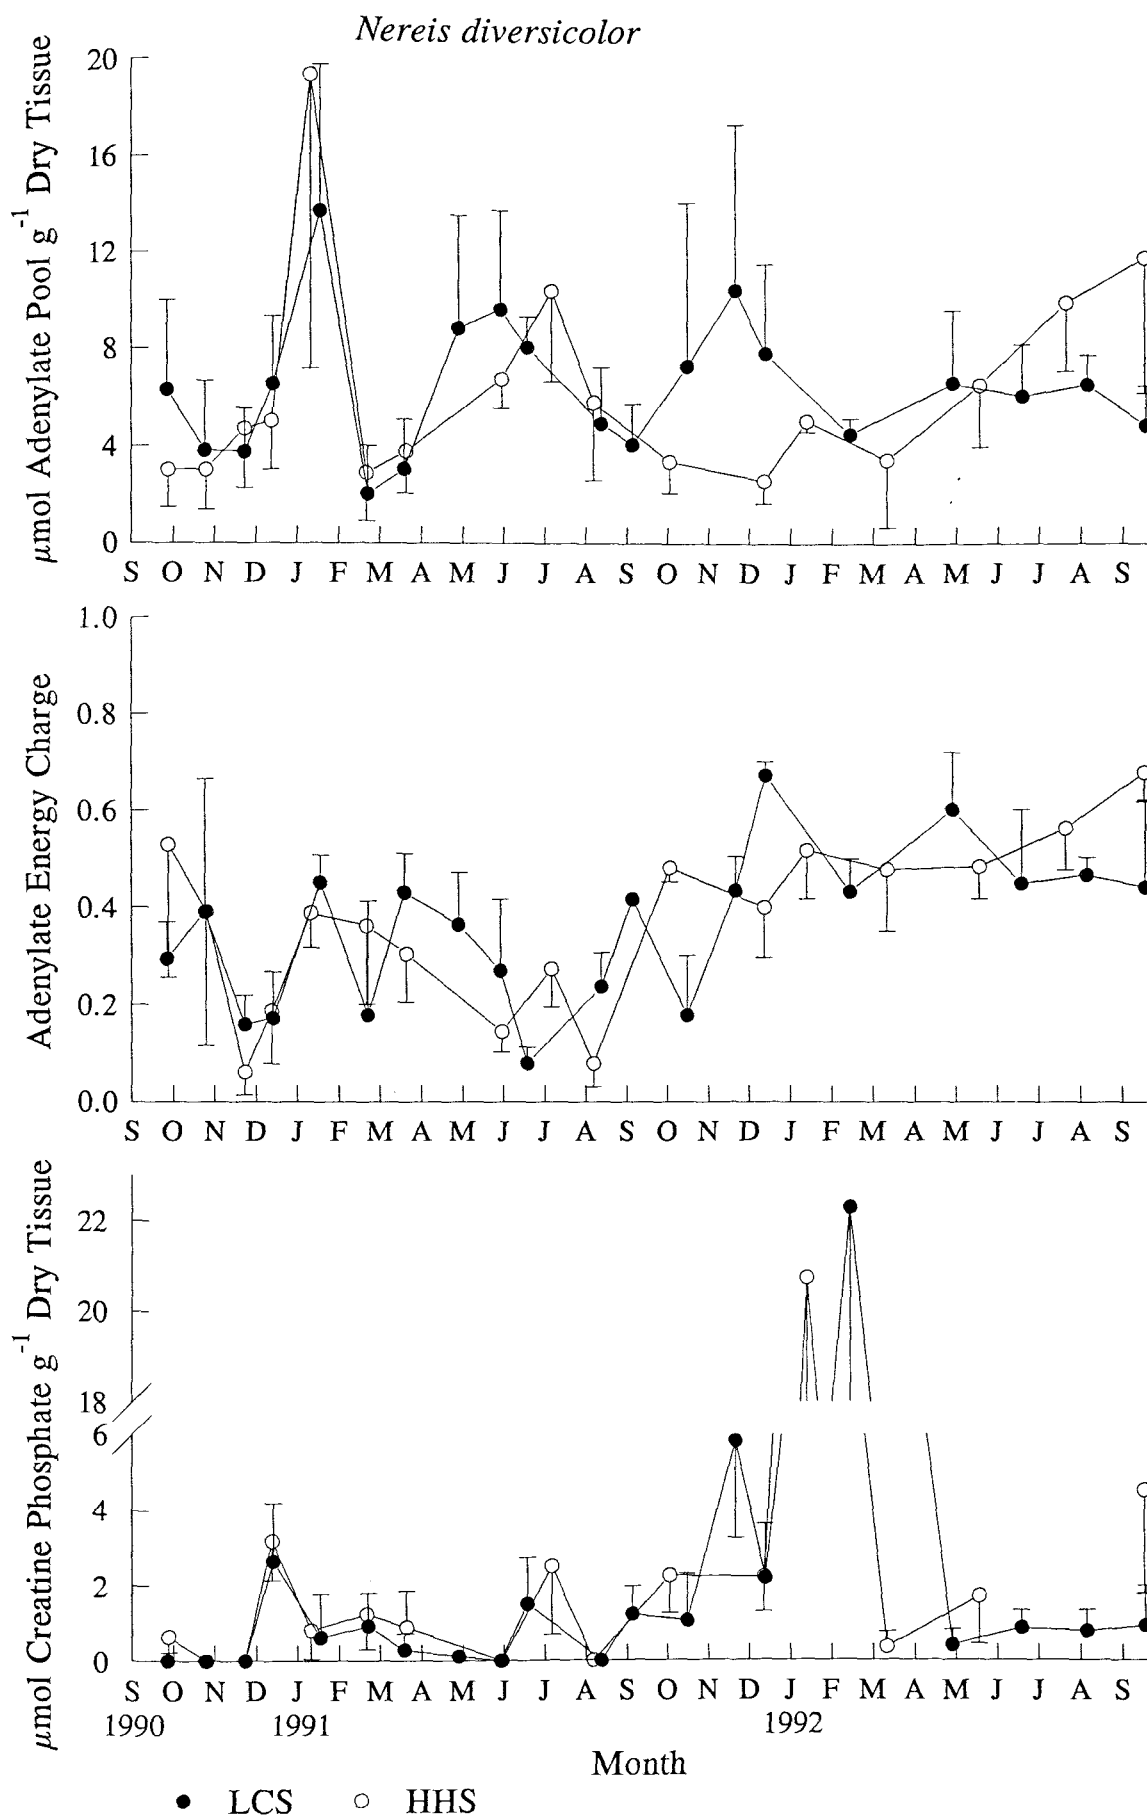 Nereis diversicolor
μmol Adenylate Pool g⁻¹ Dry Tissue
20
16
12
8
4
0
S O N D J F M A M J J A S O N D J F M A M J J A S
Adenylate Energy Charge
1.0
0.8
0.6
0.4
0.2
0.0
S O N D J F M A M J J A S O N D J F M A M J J A S
μmol Creatine Phosphate g⁻¹ Dry Tissue
22
20
18
6
4
2
0
S O N D J F M A M J J A S O N D J F M A M J J A S
1990 1991 1992
Month
LCS HHS